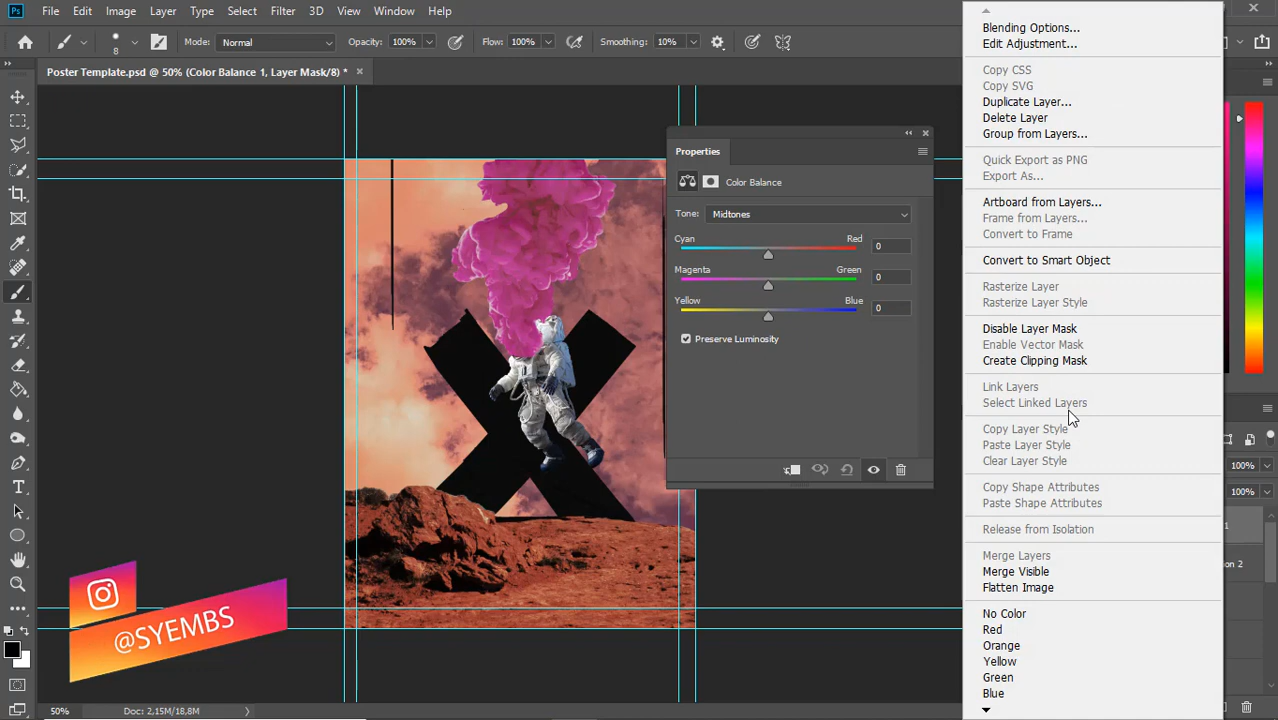 Ps File Edit Image Layer Type Select Filter 3D View Window Help
8 Mode: Normal Opacity: 100% Flow: 100% Smoothing: 10%
Poster Template.psd @ 50% (Color Balance 1, Layer Mask/8) *
Properties
Color Balance
Tone: Midtones
Cyan Red 0
Magenta Green 0
Yellow Blue 0
Preserve Luminosity
Blending Options...
Edit Adjustment...
Copy CSS
Copy SVG
Duplicate Layer...
Delete Layer
Group from Layers...
Quick Export as PNG
Export As...
Artboard from Layers...
Frame from Layers...
Convert to Frame
Convert to Smart Object
Rasterize Layer
Rasterize Layer Style
Disable Layer Mask
Enable Vector Mask
Create Clipping Mask
Link Layers
Select Linked Layers
Copy Layer Style
Paste Layer Style
Clear Layer Style
Copy Shape Attributes
Paste Shape Attributes
Release from Isolation
Merge Layers
Merge Visible
Flatten Image
No Color
Red
Orange
Yellow
Green
Blue
100%
100%
1
on 2
@SYEMBS
50% Doc: 2,15M/18,8M